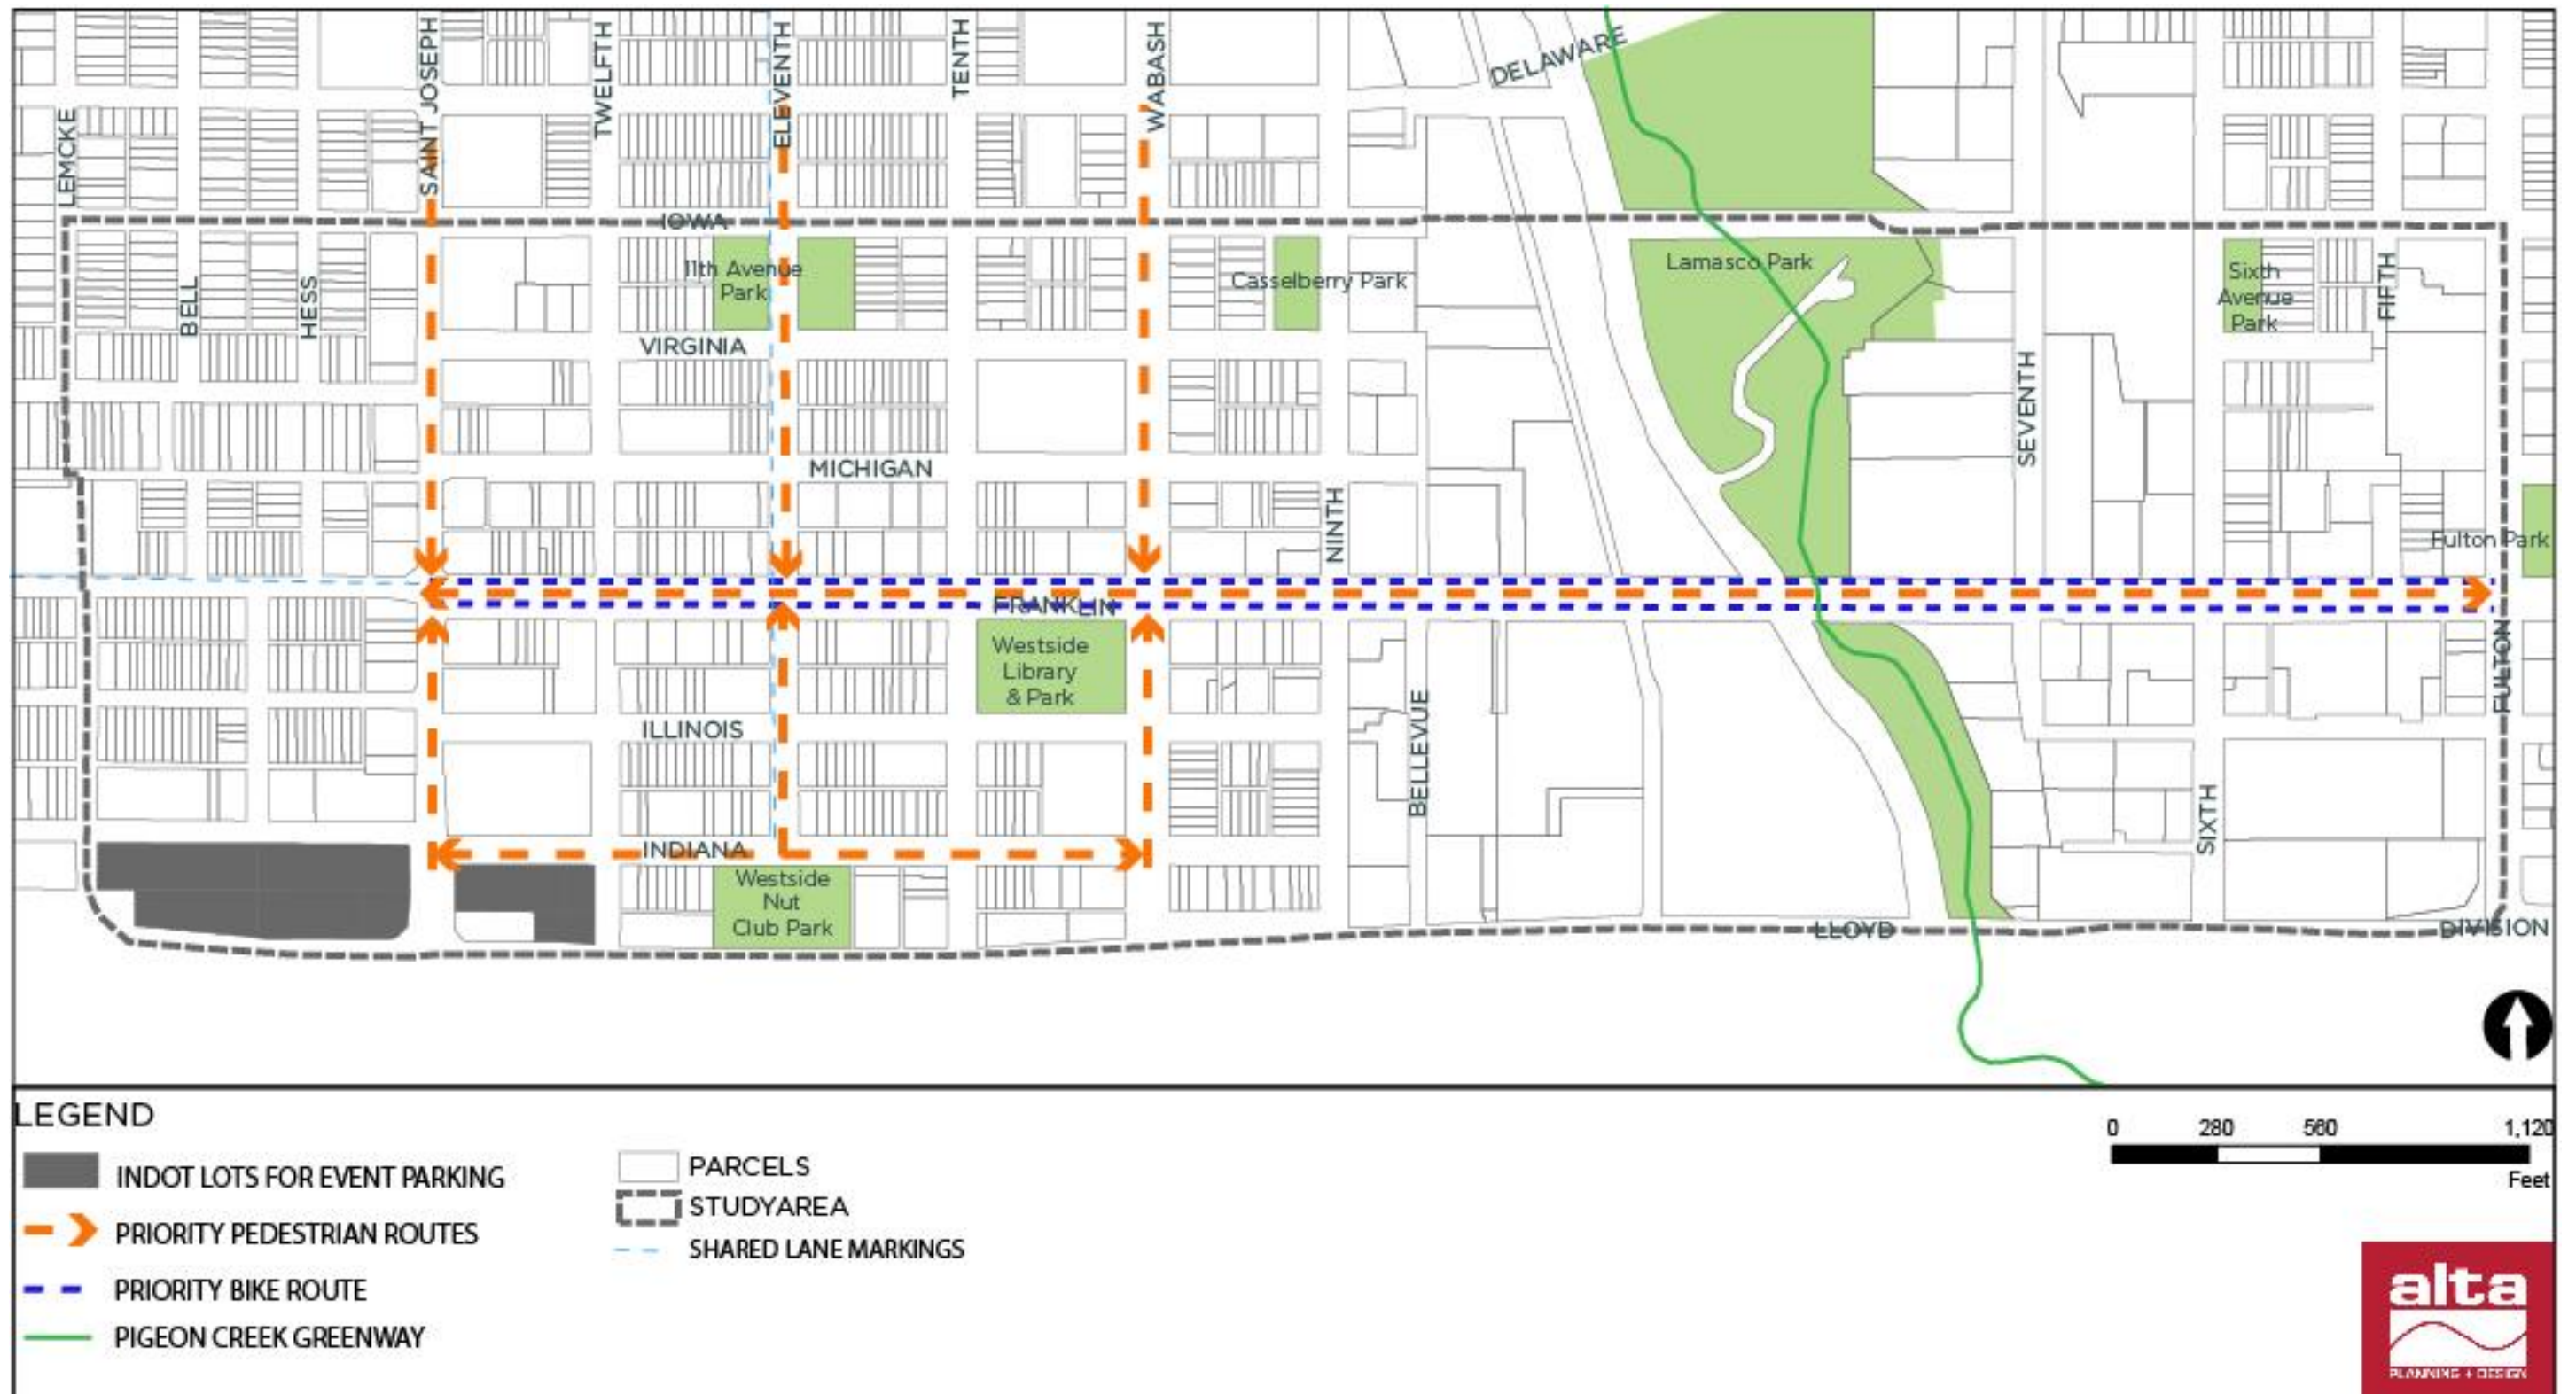 SAINT JOSEPH
TWELFTH
ELEVENTH
TENTH
WABASH
DELAWARE
LEMCKE
IOWA
BELL
HESS
11th Avenue
Park
Casselberry Park
Lamasco Park
Sixth
Avenue
Park
FIFTH
VIRGINIA
SEVENTH
MICHIGAN
NINTH
Fulton Park
FRANKLIN
Westside
Library
& Park
FULTON
ILLINOIS
BELLEVUE
SIXTH
INDIANA
Westside
Nut
Club Park
LLOYD
DIVISION
LEGEND
INDOT LOTS FOR EVENT PARKING
PRIORITY PEDESTRIAN ROUTES
PRIORITY BIKE ROUTE
PIGEON CREEK GREENWAY
PARCELS
STUDYAREA
SHARED LANE MARKINGS
0 280 560 1,120
Feet
alta
PLANNING + DESIGN